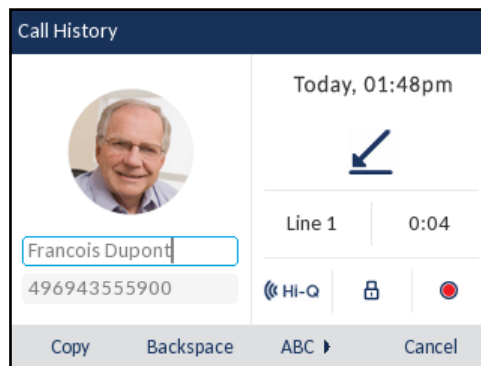 Call History
Today, 01:48pm
Line 1 0:04
Francois Dupont
496943555900
Hi-Q
Copy Backspace ABC Cancel